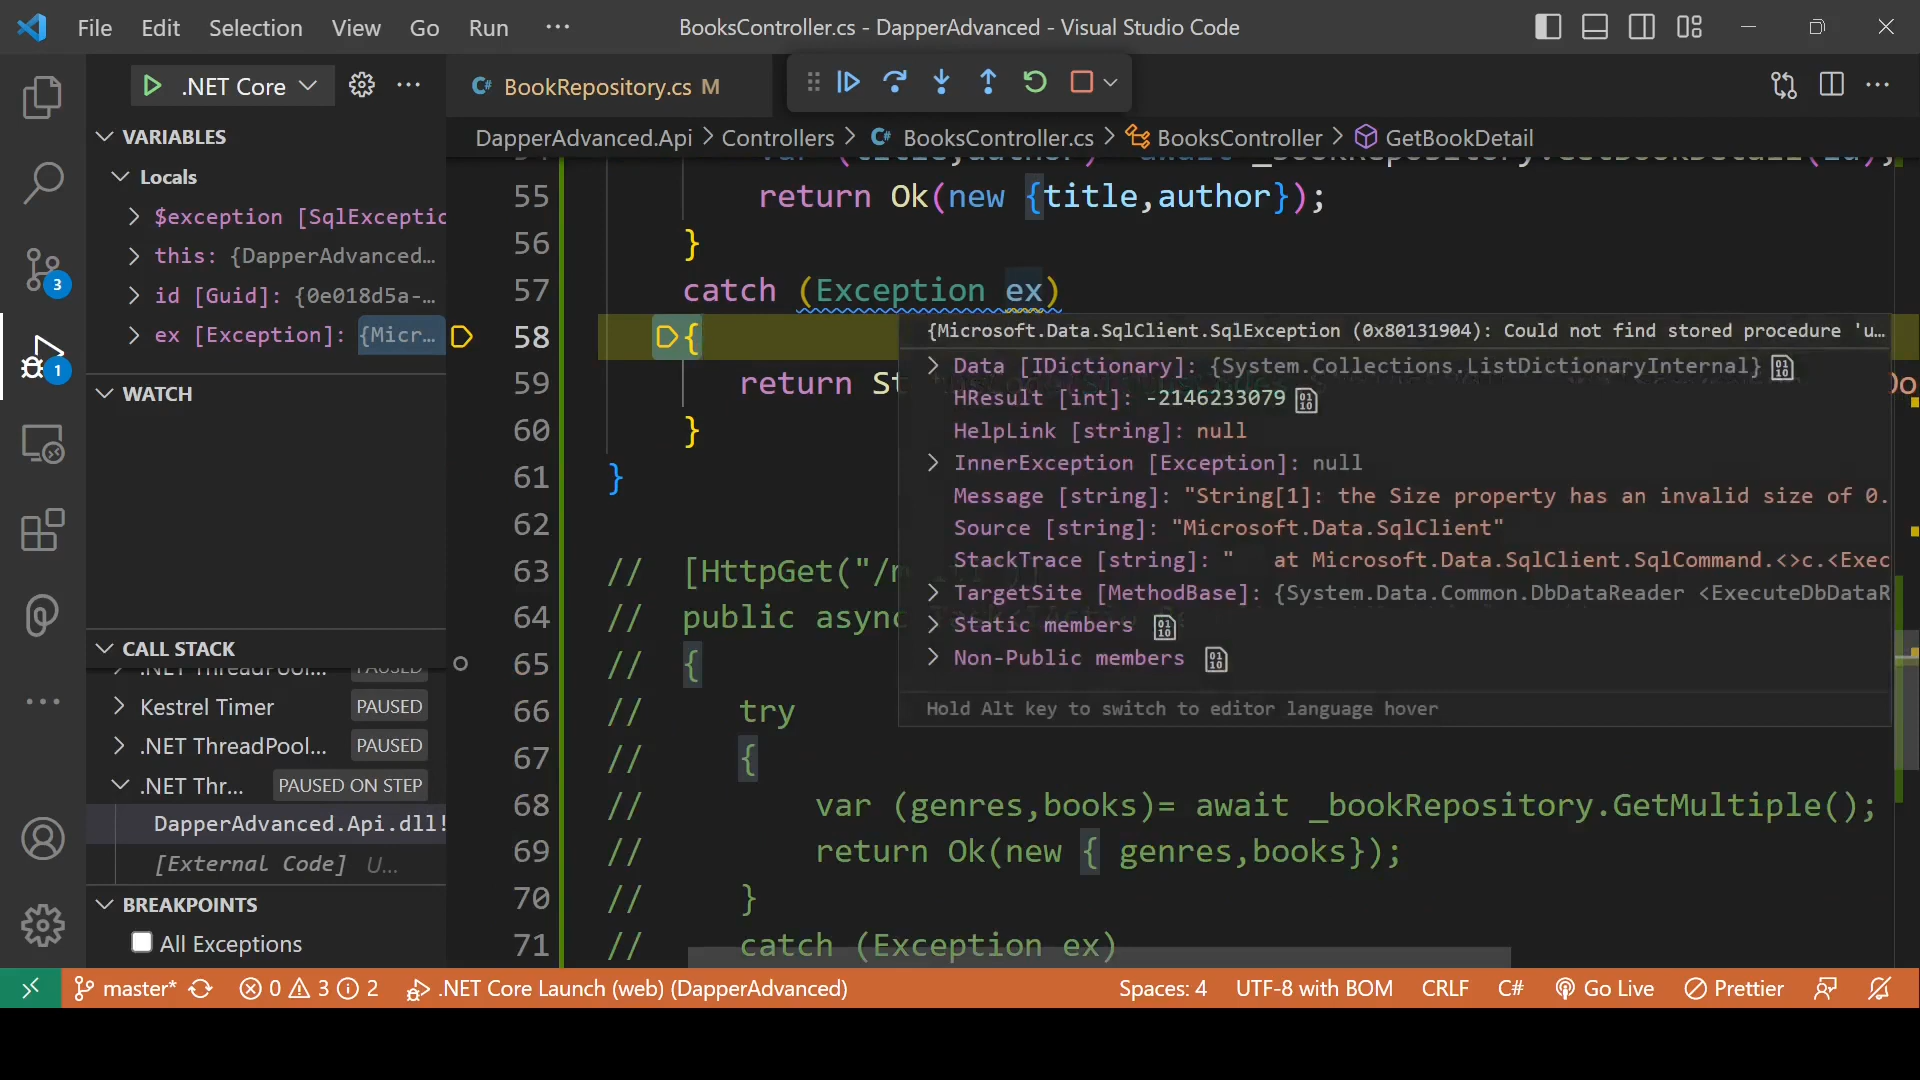 File Edit Selection View Go Run ··· BooksController.cs - DapperAdvanced - Visual Studio Code
.NET Core ··· BookRepository.cs M
VARIABLES
DapperAdvanced.Api > Controllers > BooksController.cs > BooksController > GetBookDetail
Locals
$exception [SqlExceptio
this: {DapperAdvanced…
id [Guid]: {0e018d5a-…
ex [Exception]: {Micr…
WATCH
CALL STACK
Kestrel Timer PAUSED
.NET ThreadPool... PAUSED
.NET Thr... PAUSED ON STEP
DapperAdvanced.Api.dll!
[External Code] U...
BREAKPOINTS
All Exceptions
3
1
55 return Ok(new {title,author});
56 }
57 catch (Exception ex)
58 {
59 return St
60 }
61 }
62
63 // [HttpGet("/m
64 // public async
65 // {
66 // try
67 // {
68 // var (genres,books)= await _bookRepository.GetMultiple();
69 // return Ok(new { genres,books});
70 // }
71 // catch (Exception ex)
{Microsoft.Data.SqlClient.SqlException (0x80131904): Could not find stored procedure 'u…
Data [IDictionary]: {System.Collections.ListDictionaryInternal}
HResult [int]: -2146233079
HelpLink [string]: null
InnerException [Exception]: null
Message [string]: "String[1]: the Size property has an invalid size of 0.
Source [string]: "Microsoft.Data.SqlClient"
StackTrace [string]: "   at Microsoft.Data.SqlClient.SqlCommand.<>c.<Exec
TargetSite [MethodBase]: {System.Data.Common.DbDataReader <ExecuteDbDataR
Static members
Non-Public members
Hold Alt key to switch to editor language hover
master* 0 3 2 .NET Core Launch (web) (DapperAdvanced) Spaces: 4 UTF-8 with BOM CRLF C# Go Live Prettier